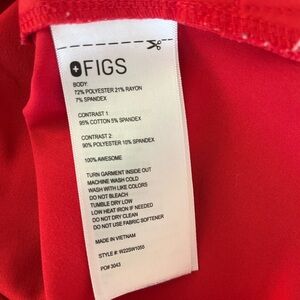 FIGS
BODY:
72% POLYESTER 21% RAYON
7% SPANDEX
CONTRAST 1:
95% COTTON 5% SPANDEX
CONTRAST 2:
90% POLYESTER 10% SPANDEX
100% AWESOME
TURN GARMENT INSIDE OUT
MACHINE WASH COLD
WASH WITH LIKE COLORS
DO NOT BLEACH
TUMBLE DRY LOW
LOW HEAT IRON IF NEEDED
DO NOT DRY CLEAN
DO NOT USE FABRIC SOFTENER
MADE IN VIETNAM
STYLE #: W22SW1055
PO# 3043